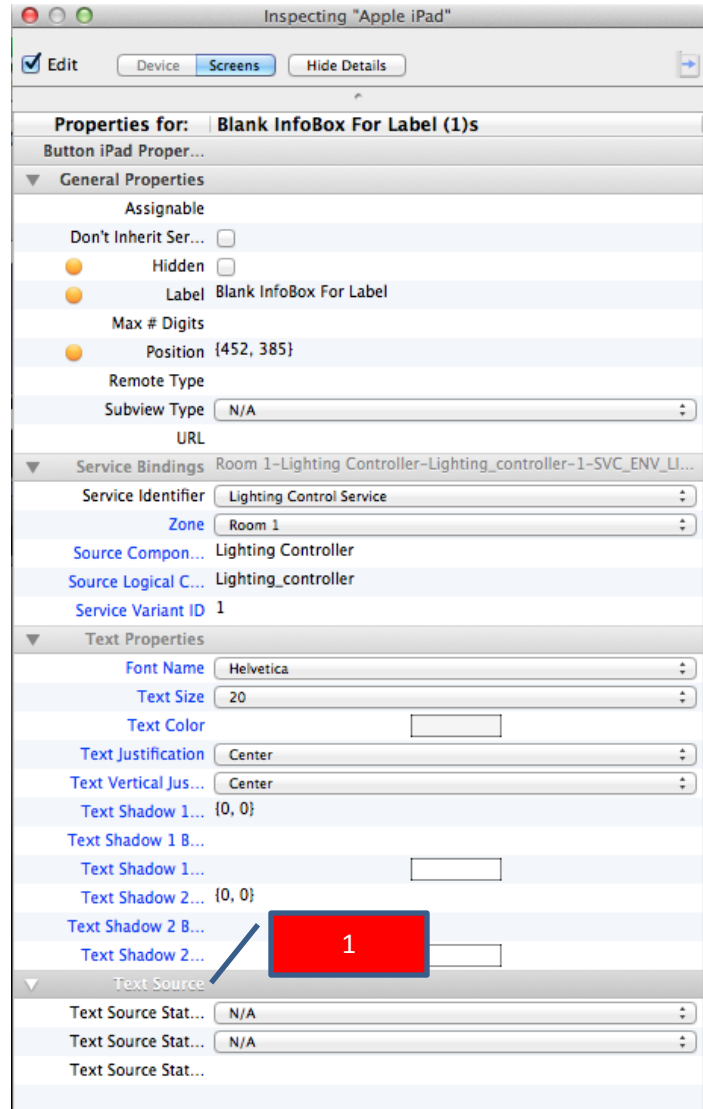 Inspecting "Apple iPad"
Edit Device Screens Hide Details
Properties for: Blank InfoBox For Label (1)s
Button iPad Proper...
General Properties
Assignable
Don't Inherit Ser...
Hidden
Label Blank InfoBox For Label
Max # Digits
Position {452, 385}
Remote Type
Subview Type N/A
URL
Service Bindings Room 1-Lighting Controller-Lighting_controller-1-SVC_ENV_LI...
Service Identifier Lighting Control Service
Zone Room 1
Source Compon... Lighting Controller
Source Logical C... Lighting_controller
Service Variant ID 1
Text Properties
Font Name Helvetica
Text Size 20
Text Color
Text Justification Center
Text Vertical Jus... Center
Text Shadow 1... {0, 0}
Text Shadow 1 B...
Text Shadow 1...
Text Shadow 2... {0, 0}
Text Shadow 2 B...
1
Text Shadow 2...
Text Source
Text Source Stat... N/A
Text Source Stat... N/A
Text Source Stat...